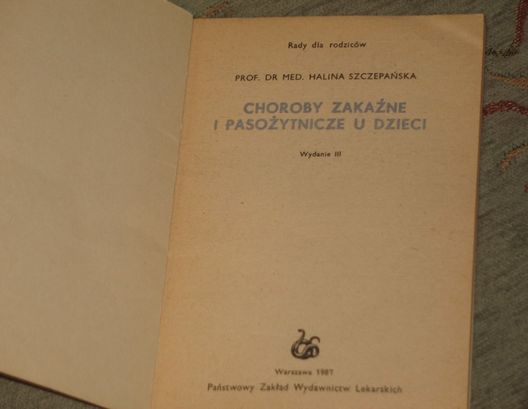 Rady dla rodziców
PROF. DR MED. HALINA SZCZEPAŃSKA
CHOROBY ZAKAŹNE
I PASOŻYTNICZE U DZIECI
Wydanie III
Warszawa 1987
Państwowy Zakład Wydawnictw Lekarskich